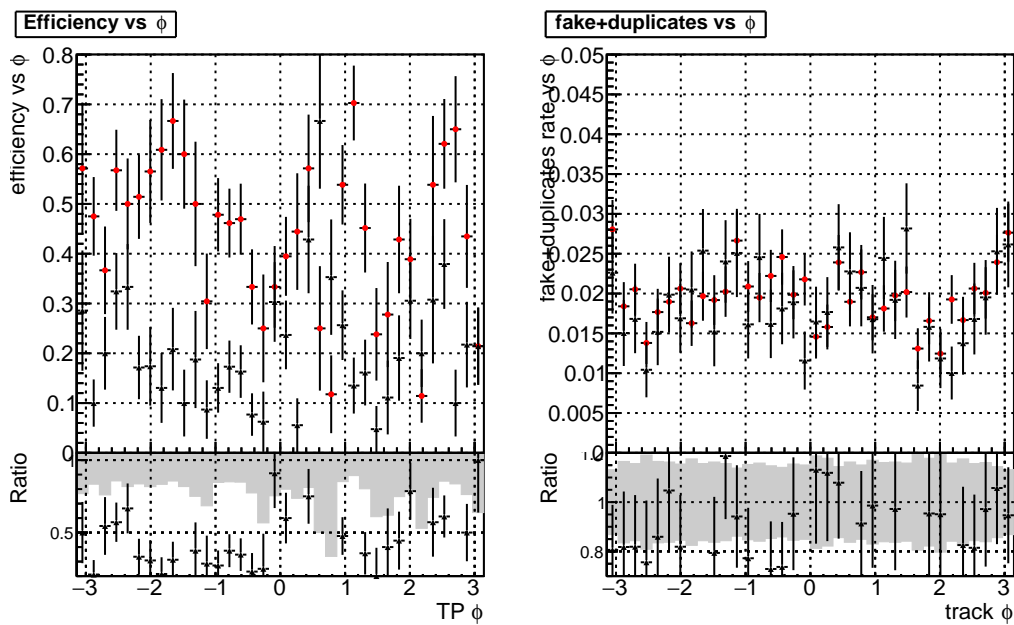 Efficiency vs ϕ
efficiency vs ϕ
0.8
0.7
0.6
0.5
0.4
0.3
0.2
0.1
0
Ratio
1
0.5
−3 −2 −1 0 1 2 3
TP ϕ
fake+duplicates vs ϕ
fake+duplicates rate vs ϕ
0.05
0.045
0.04
0.035
0.03
0.025
0.02
0.015
0.01
0.005
0
Ratio
1
0.8
−3 −2 −1 0 1 2 3
track ϕ